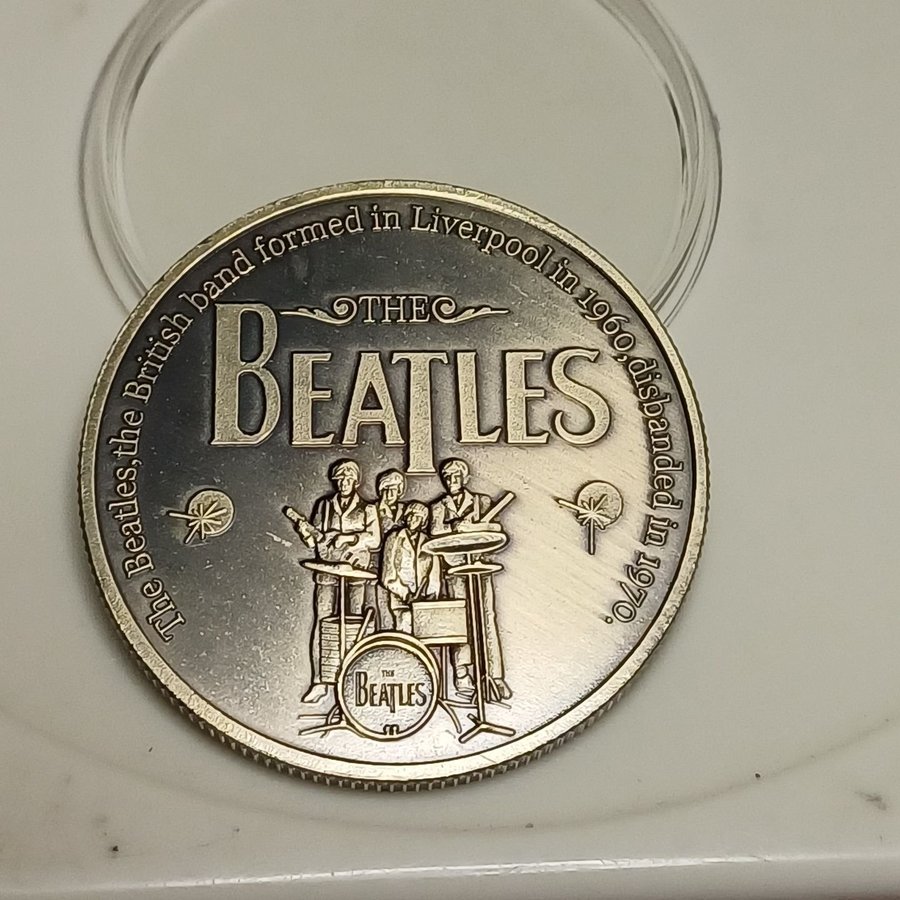 The Beatles,the British band formed in Liverpool in 1960,disbanded in 1970.
THE
BEATLES
THE
BEATLES